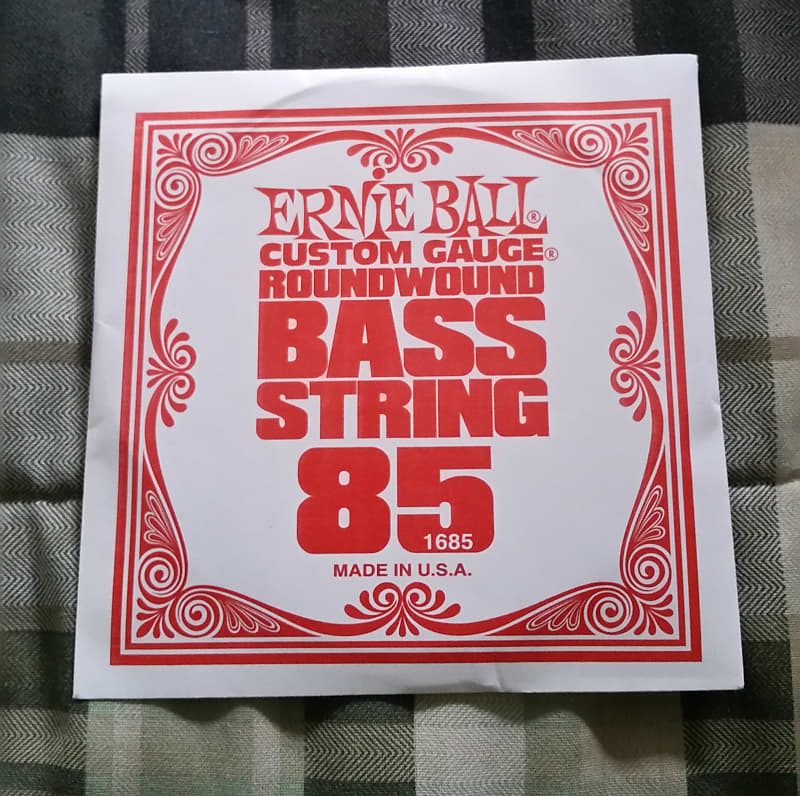 ERNiE BALL®
CUSTOM GAUGE®
ROUNDWOUND
BASS
STRING
85
1685
MADE IN U.S.A.